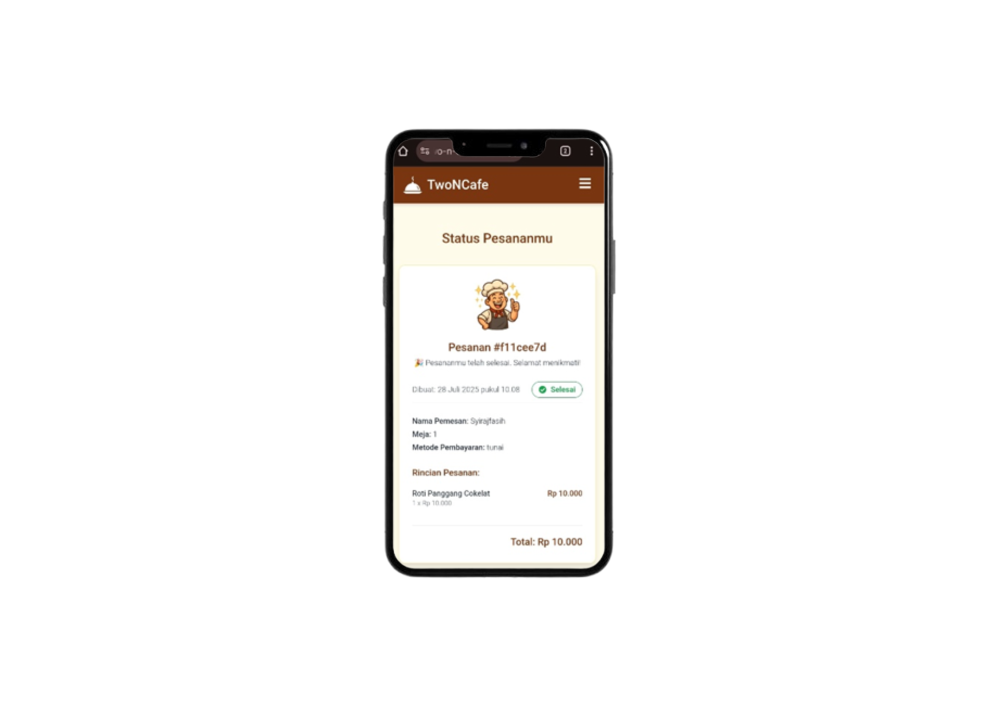 2
TwoNCafe
Status Pesananmu
Pesanan #f11cee7d
🎉 Pesananmu telah selesai. Selamat menikmati!
Dibuat: 28 Juli 2025 pukul 10.08
Selesai
Nama Pemesan: Syirajfasih
Meja: 1
Metode Pembayaran: tunai
Rincian Pesanan:
Roti Panggang Cokelat
Rp 10.000
1 x Rp 10.000
Total: Rp 10.000